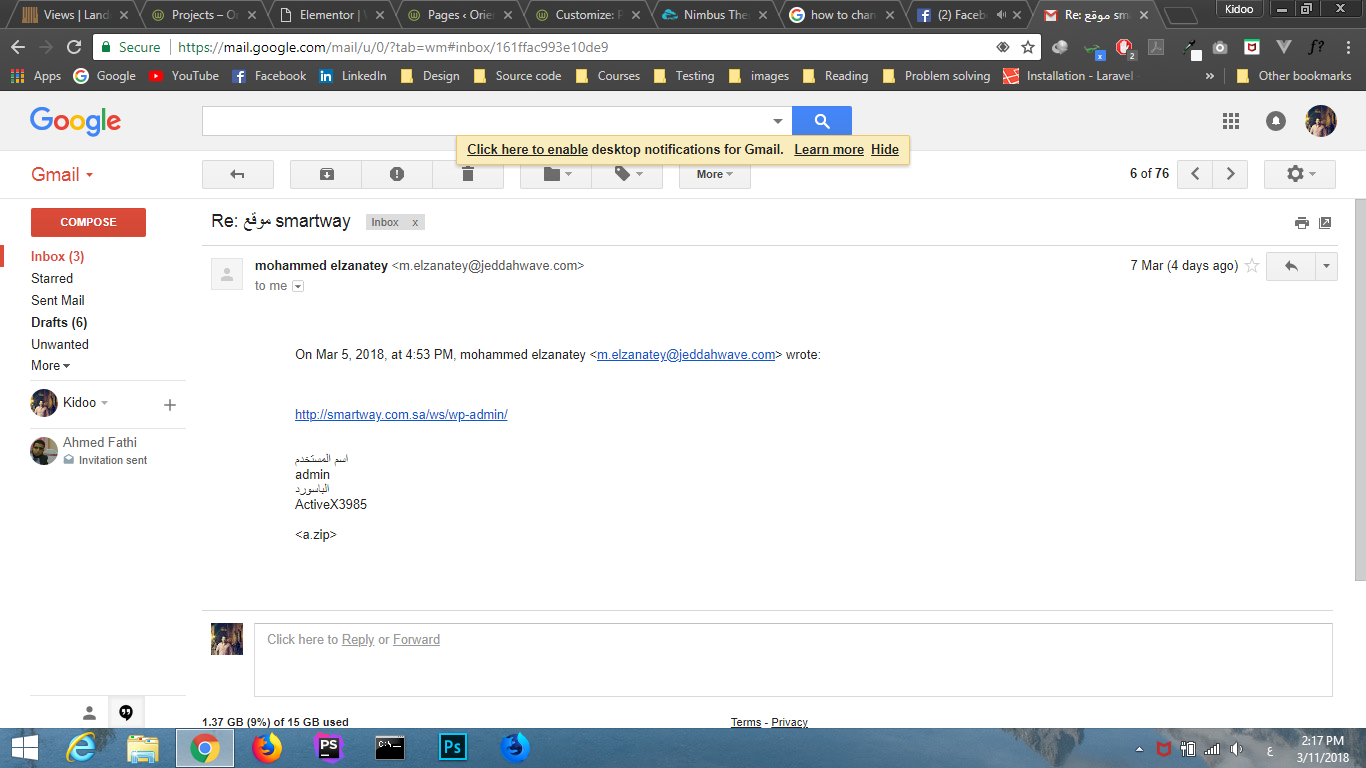 Views | Land
Projects – Or
Elementor | W
Pages ‹ Orien
Customize: P
Nimbus The
how to chan
(2) Faceb
Re: موقع sm
Kidoo
Secure
https://mail.google.com/mail/u/0/?tab=wm#inbox/161ffac993e10de9
Apps
Google
YouTube
Facebook
LinkedIn
Design
Source code
Courses
Testing
images
Reading
Problem solving
Installation - Laravel
»
Other bookmarks
Google
Click here to enable desktop notifications for Gmail. Learn more Hide
Gmail
More
6 of 76
COMPOSE
Inbox (3)
Starred
Sent Mail
Drafts (6)
Unwanted
More
Kidoo
Ahmed Fathi
Invitation sent
Re: موقع smartway
Inbox x
mohammed elzanatey <m.elzanatey@jeddahwave.com>
7 Mar (4 days ago)
to me
On Mar 5, 2018, at 4:53 PM, mohammed elzanatey <m.elzanatey@jeddahwave.com> wrote:
http://smartway.com.sa/ws/wp-admin/
اسم المستخدم
admin
الباسورد
ActiveX3985
<a.zip>
Click here to Reply or Forward
1.37 GB (9%) of 15 GB used
Terms - Privacy
PS
C:\_
Ps
ع
2:17 PM
3/11/2018